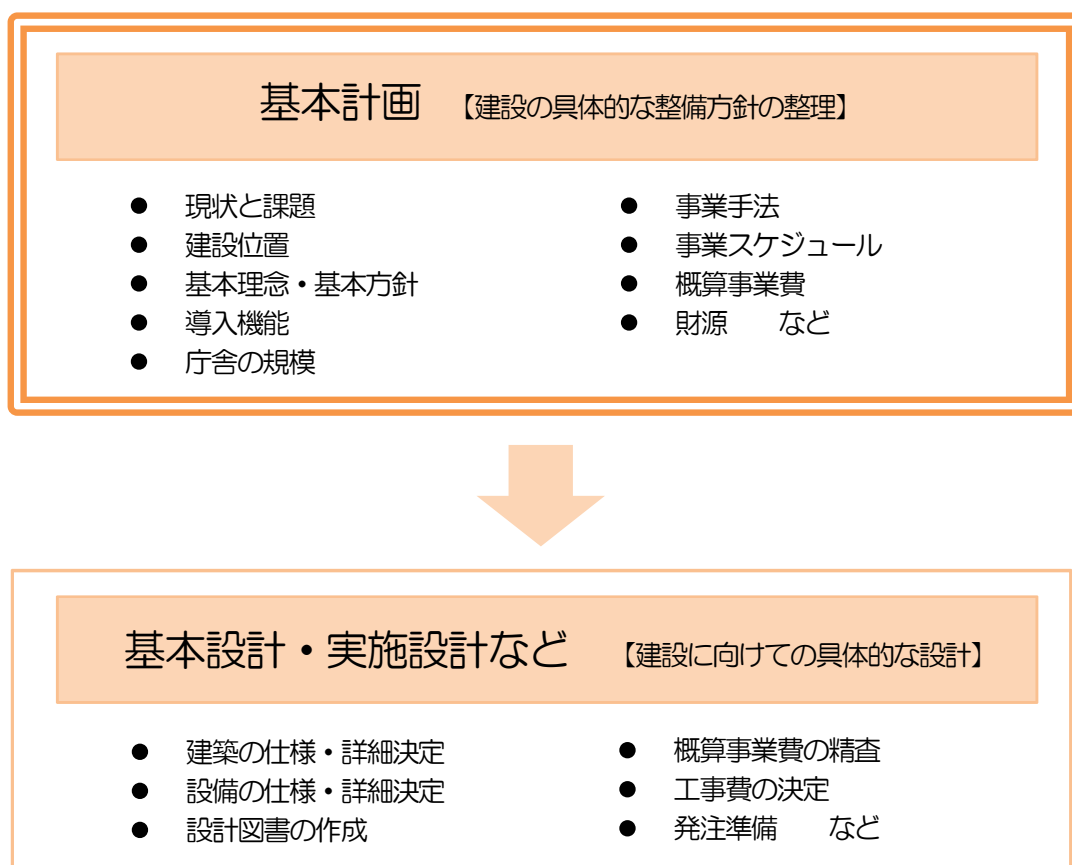 基本計画 【建設の具体的な整備方針の整理】
● 現状と課題
● 建設位置
● 基本理念・基本方針
● 導入機能
● 庁舎の規模
● 事業手法
● 事業スケジュール
● 概算事業費
● 財源 など
基本設計・実施設計など 【建設に向けての具体的な設計】
● 建築の仕様・詳細決定
● 設備の仕様・詳細決定
● 設計図書の作成
● 概算事業費の精査
● 工事費の決定
● 発注準備 など